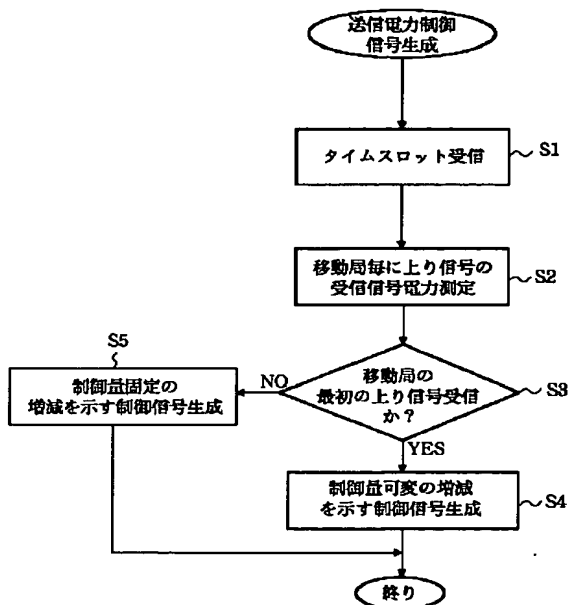 送信電力制御
信号生成
タイムスロット受信
S1
移動局毎に上り信号の
受信信号電力測定
S2
移動局の
最初の上り信号受信
か？
S3
NO
YES
S5
制御量固定の
増減を示す制御信号生成
制御量可変の増減
を示す制御信号生成
S4
終り